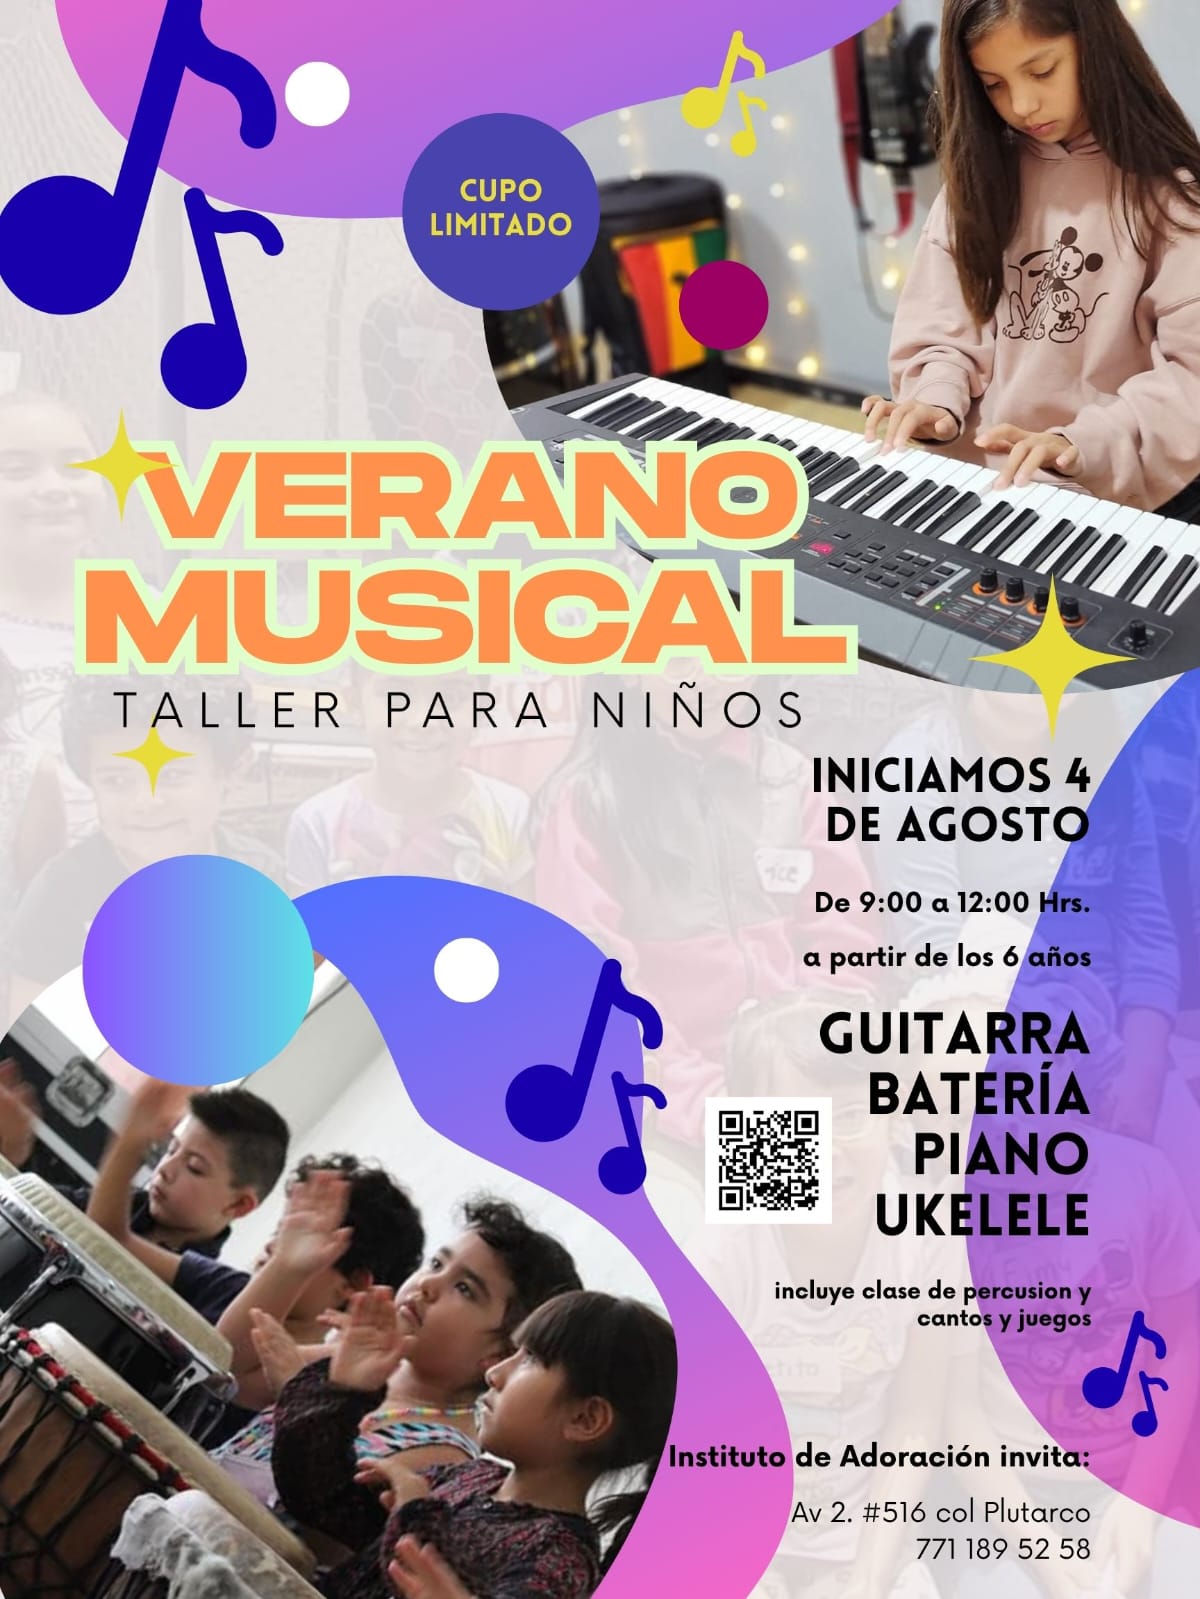 CUPO
LIMITADO
VERANO
MUSICAL
TALLER PARA NIÑOS
INICIAMOS 4
DE AGOSTO
De 9:00 a 12:00 Hrs.
a partir de los 6 años
GUITARRA
BATERÍA
PIANO
UKELELE
incluye clase de percusion y
cantos y juegos
Instituto de Adoración invita:
Av 2. #516 col Plutarco
771 189 52 58